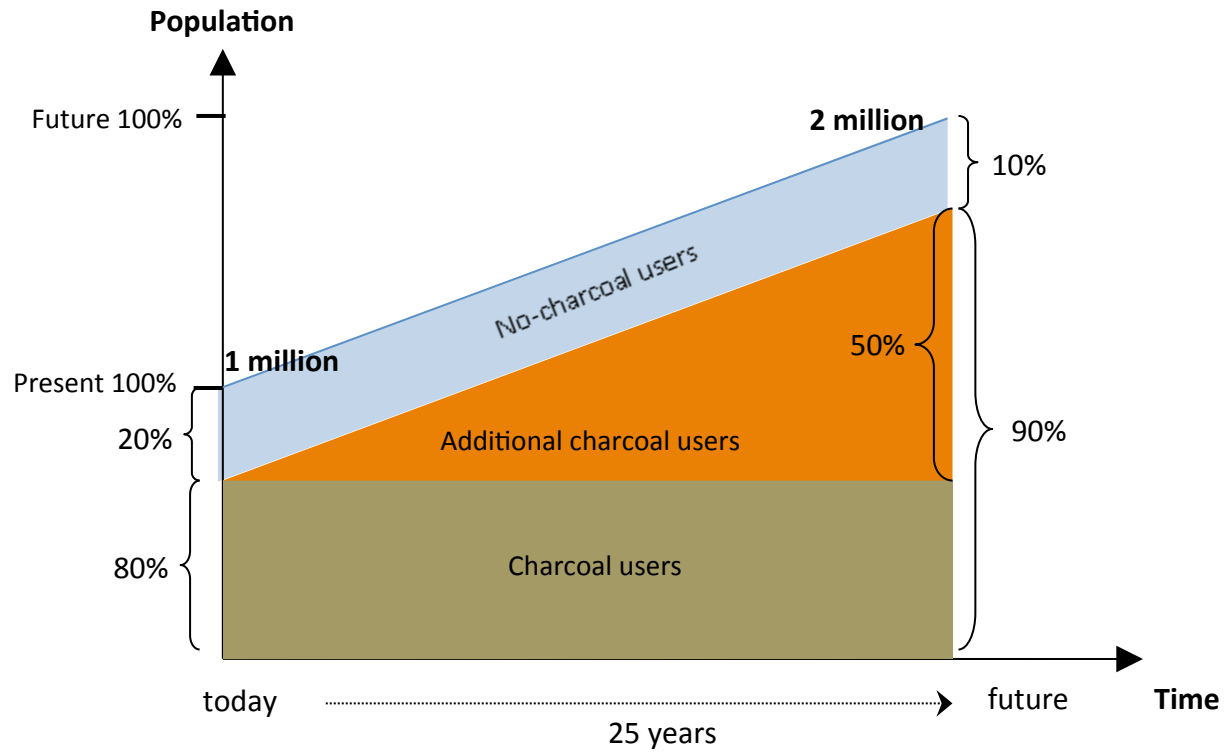 Population
Future 100%
2 million
10%
No-charcoal users
1 million
50%
Present 100%
20%
Additional charcoal users
90%
80%
Charcoal users
today
future
Time
25 years